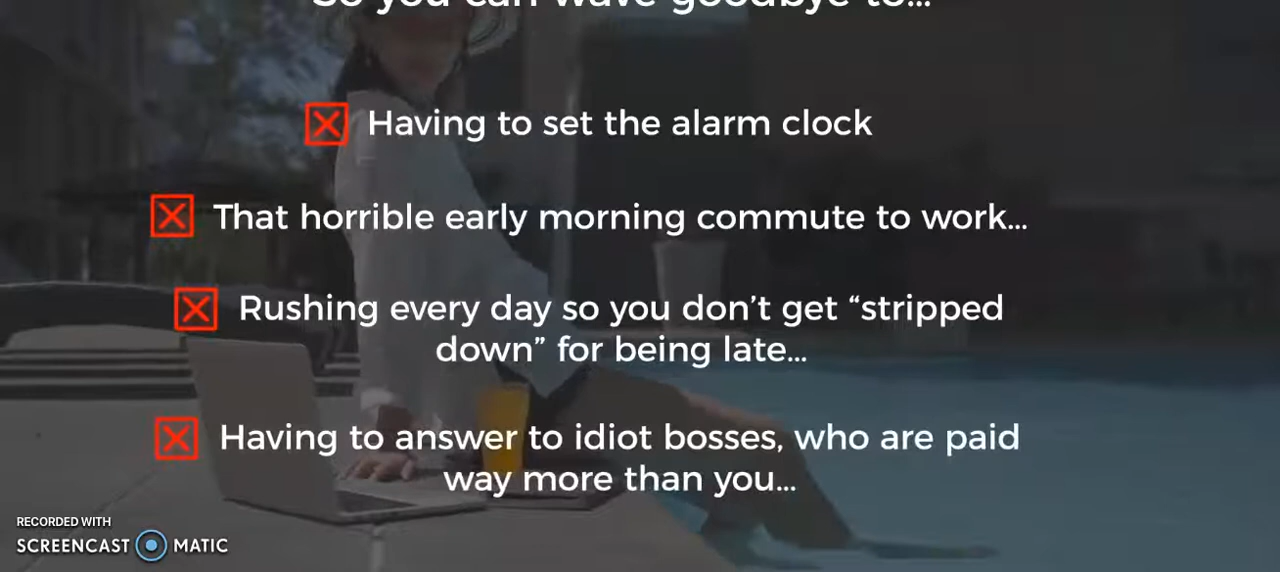 So you can wave goodbye to...
Having to set the alarm clock
That horrible early morning commute to work...
Rushing every day so you don’t get “stripped
down” for being late...
Having to answer to idiot bosses, who are paid
way more than you...
RECORDED WITH
SCREENCAST MATIC